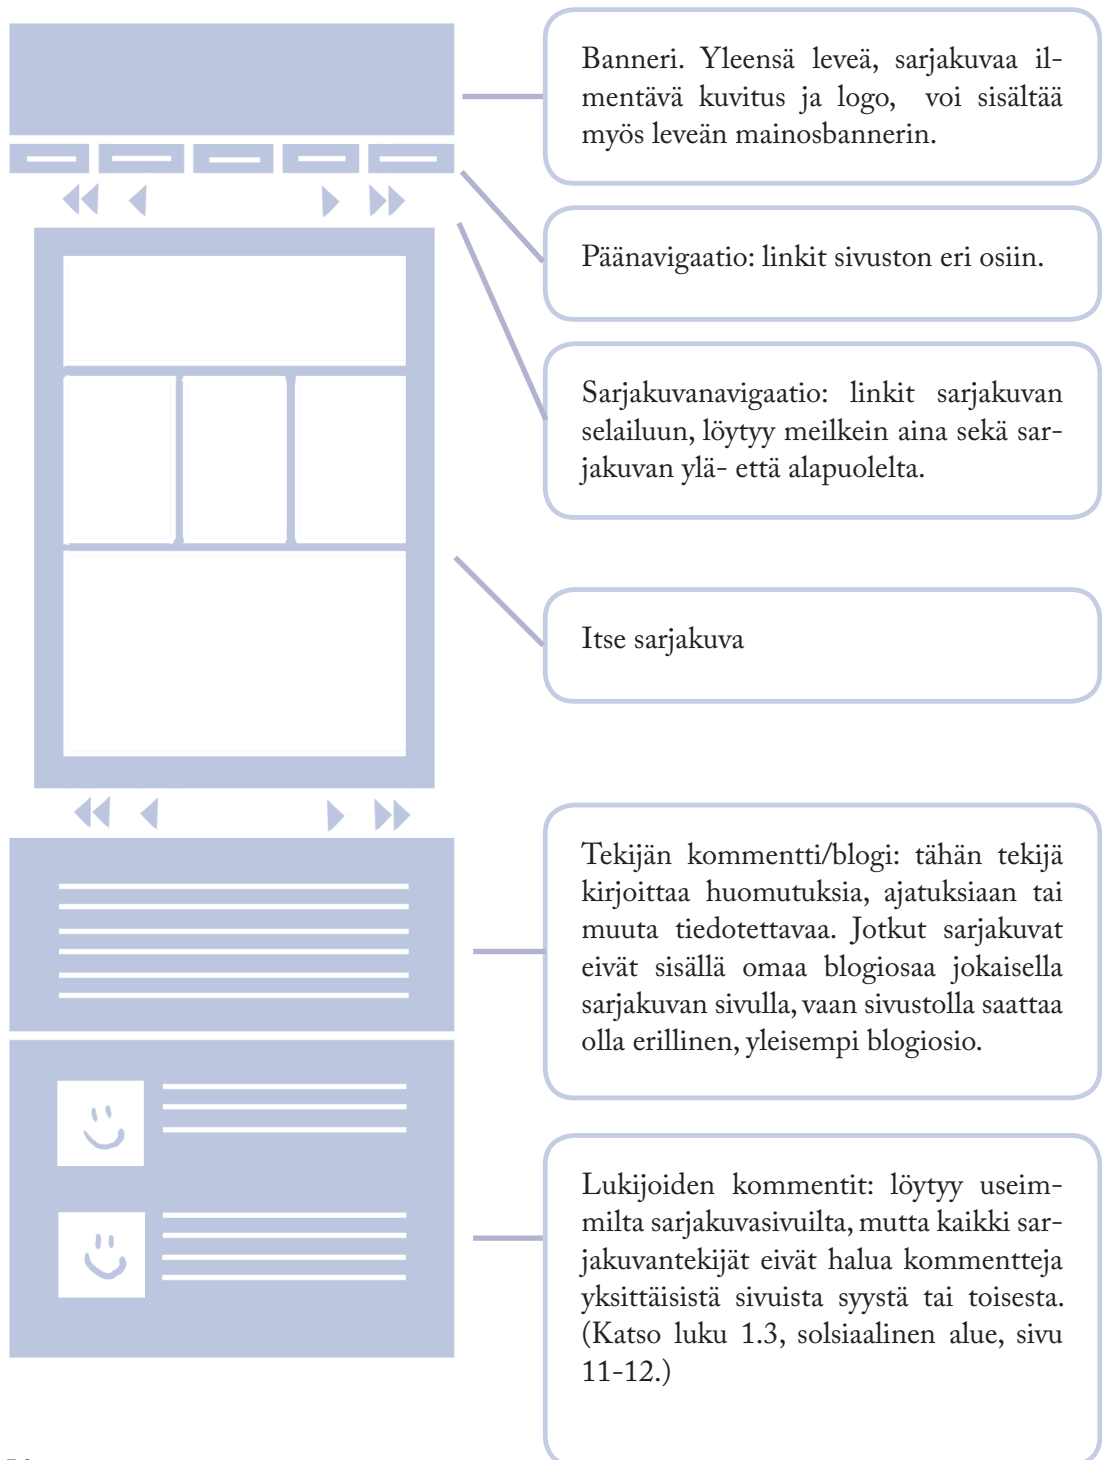 Banneri. Yleensä leveä, sarjakuvaa il-
mentävä kuvitus ja logo, voi sisältää
myös leveän mainosbannerin.
Päänavigaatio: linkit sivuston eri osiin.
Sarjakuvanavigaatio: linkit sarjakuvan
selailuun, löytyy meilkein aina sekä sar-
jakuvan ylä- että alapuolelta.
Itse sarjakuva
Tekijän kommentti/blogi: tähän tekijä
kirjoittaa huomutuksia, ajatuksiaan tai
muuta tiedotettavaa. Jotkut sarjakuvat
eivät sisällä omaa blogiosaa jokaisella
sarjakuvan sivulla, vaan sivustolla saattaa
olla erillinen, yleisempi blogiosio.
Lukijoiden kommentit: löytyy useim-
milta sarjakuvasivuilta, mutta kaikki sar-
jakuvantekijät eivät halua kommentteja
yksittäisistä sivuista syystä tai toisesta.
(Katso luku 1.3, solsiaalinen alue, sivu
11-12.)